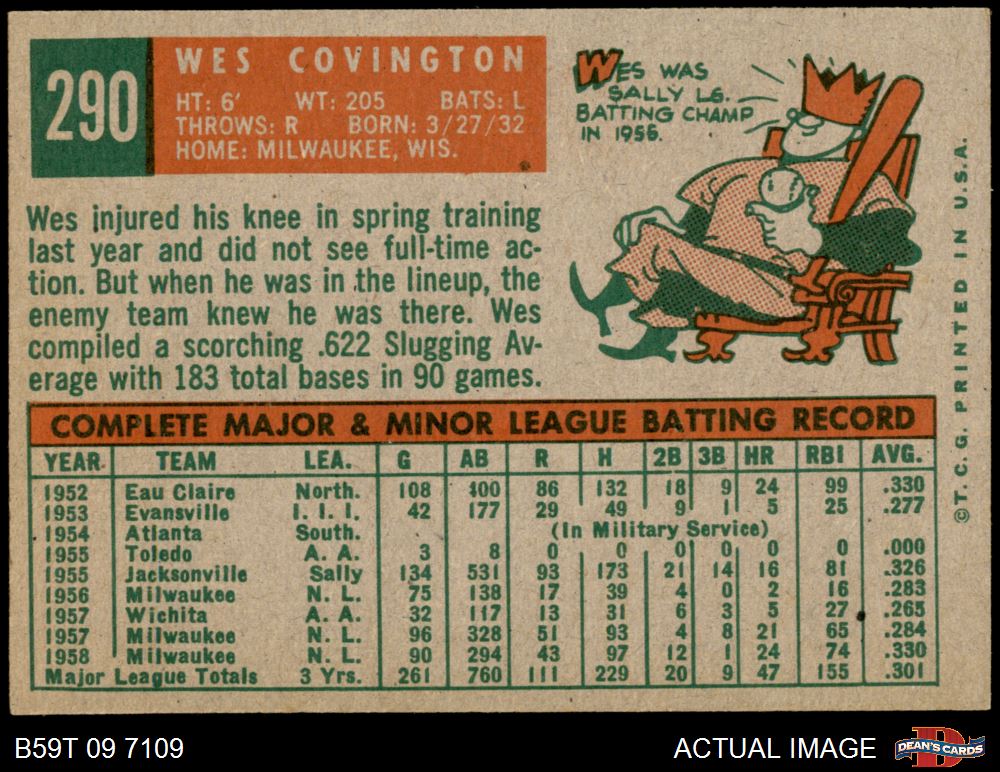 290
WES COVINGTON
HT: 6' WT: 205 BATS: L
THROWS: R BORN: 3/27/32
HOME: MILWAUKEE, WIS.
WES WAS
SALLY LG.
BATTING CHAMP
IN 1955.
Wes injured his knee in spring training
last year and did not see full-time ac-
tion. But when he was in the lineup, the
enemy team knew he was there. Wes
compiled a scorching .622 Slugging Av-
erage with 183 total bases in 90 games.
COMPLETE MAJOR & MINOR LEAGUE BATTING RECORD
YEAR TEAM LEA. G AB R H 2B 3B HR RBI AVG.
1952 Eau Claire North. 108 400 86 132 18 9 24 99 .330
1953 Evansville I. I. I. 42 177 29 49 9 1 5 25 .277
1954 Atlanta South. (In Military Service)
1955 Toledo A. A. 3 8 0 0 0 0 0 0 .000
1955 Jacksonville Sally 134 531 93 173 21 14 16 81 .326
1956 Milwaukee N. L. 75 138 17 39 4 0 2 16 .283
1957 Wichita A. A. 32 117 13 31 6 3 5 27 .265
1957 Milwaukee N. L. 96 328 51 93 4 8 21 65 .284
1958 Milwaukee N. L. 90 294 43 97 12 1 24 74 .330
Major League Totals 3 Yrs. 261 760 111 229 20 9 47 155 .301
©T. C. G. PRINTED IN U.S.A.
B59T 09 7109
ACTUAL IMAGE
DEAN'S CARDS